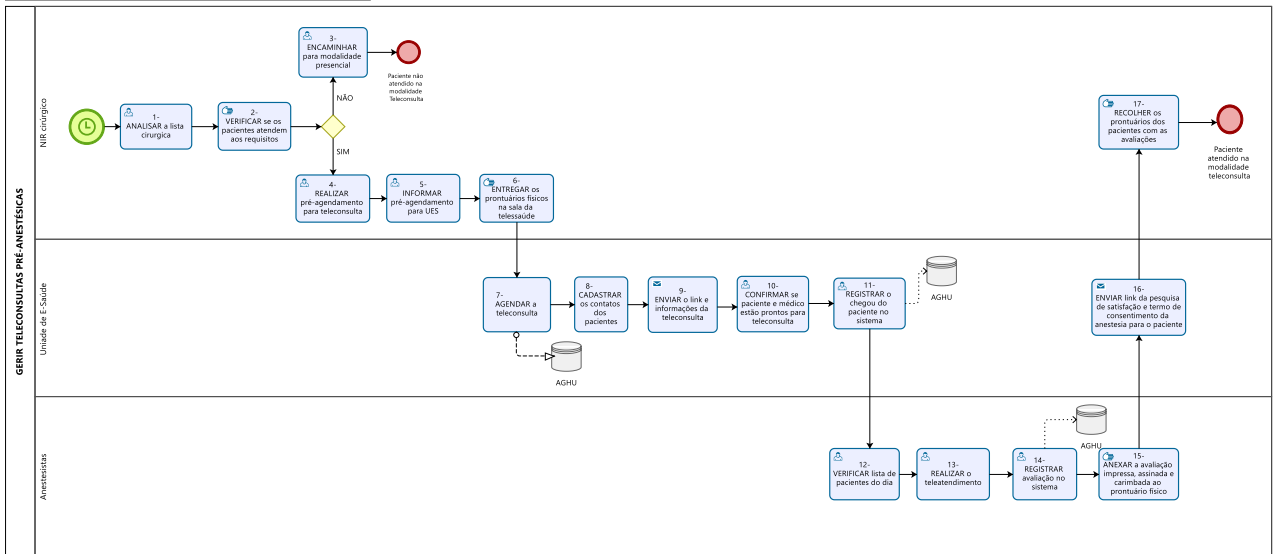 GERIR TELECONSULTAS PRÉ-ANESTÉSICAS
NIR cirúrgico
1-
ANALISAR a lista
cirurgica
2-
VERIFICAR se os
pacientes atendem
aos requisitos
3-
ENCAMINHAR
para modalidade
presencial
Paciente não
atendido na
modalidade
Teleconsulta
NÃO
SIM
4-
REALIZAR
pré-agendamento
para teleconsulta
5-
INFORMAR
pré-agendamento
para UES
6-
ENTREGAR os
prontuários físicos
na sala da
telessaúde
17-
RECOLHER os
prontuários dos
pacientes com as
avaliações
Paciente
atendido na
modalidade
teleconsulta
Uniade de E-Saúde
7-
AGENDAR a
teleconsulta
AGHU
8-
CADASTRAR
os contatos
dos
pacientes
9-
ENVIAR o link e
informações da
teleconsulta
10-
CONFIRMAR se
paciente e médico
estão prontos para
teleconsulta
11-
REGISTRAR o
chegou do
paciente no
sistema
AGHU
16-
ENVIAR link da pesquisa
de satisfação e termo de
consentimento da
anestesia para o paciente
Anestesistas
12-
VERIFICAR lista de
pacientes do dia
13-
REALIZAR o
teleatendimento
14-
REGISTRAR
avaliação no
sistema
AGHU
15-
ANEXAR a avaliação
impressa, assinada e
carimbada ao
prontuário físico